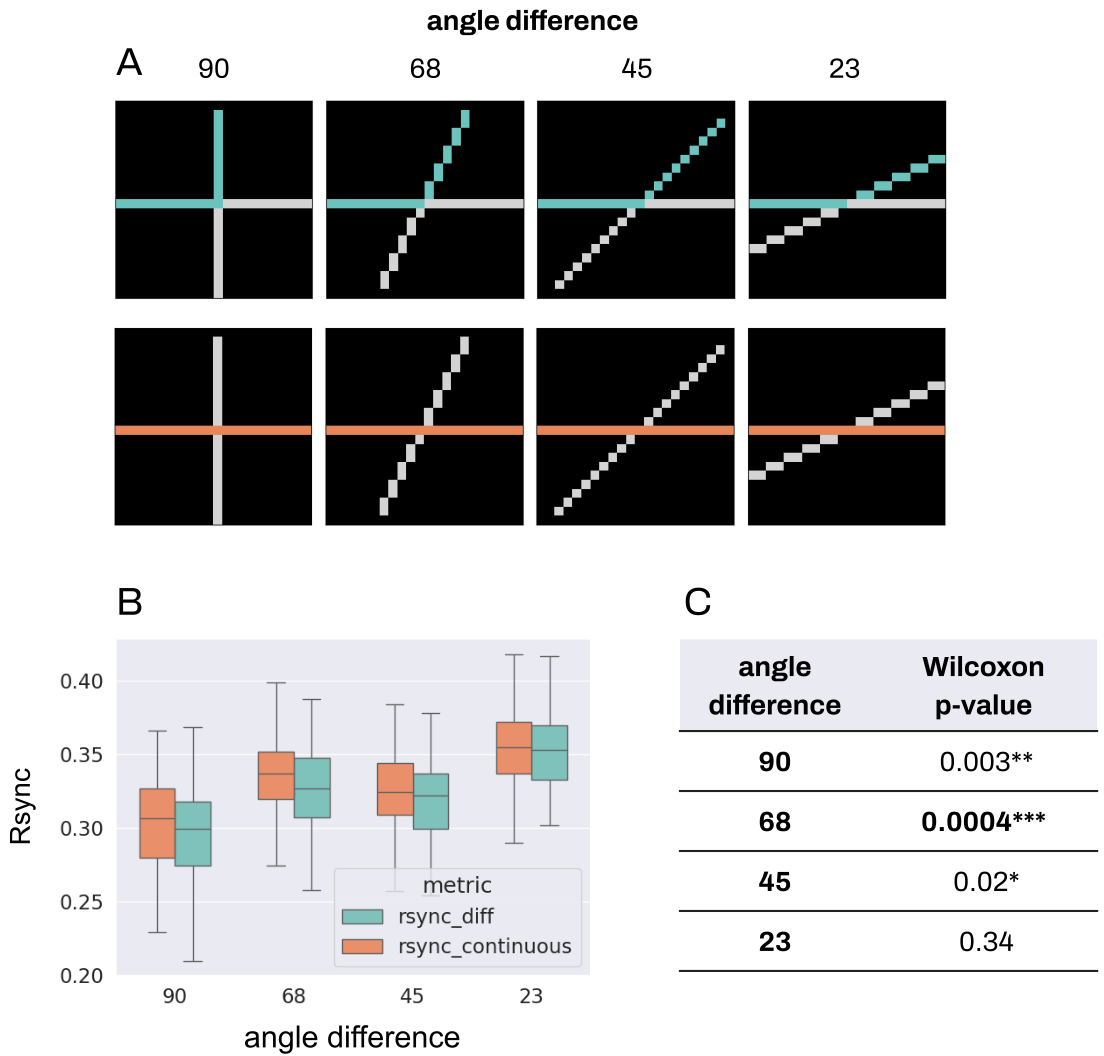 angle difference
A
90 68 45 23
B
Rsync
0.40
0.35
0.30
0.25
0.20
metric
rsync_diff
rsync_continuous
90 68 45 23
angle difference
C
angle difference Wilcoxon p-value
90 0.003**
68 0.0004***
45 0.02*
23 0.34